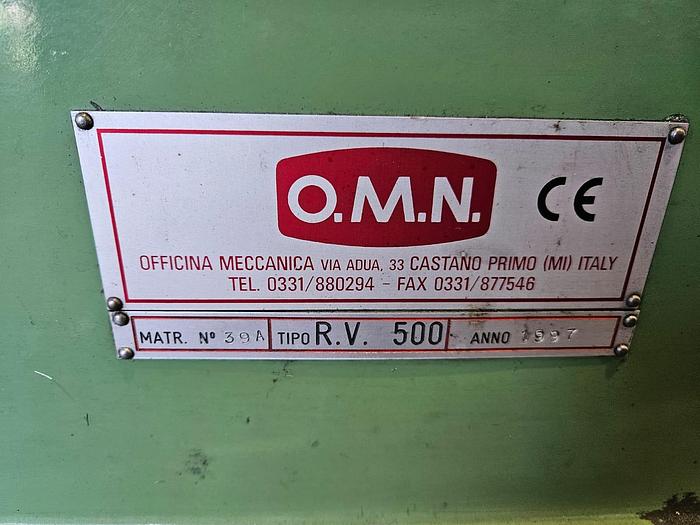 O.M.N. CE
OFFICINA MECCANICA VIA ADUA, 33 CASTANO PRIMO (MI) ITALY
TEL. 0331/880294 - FAX 0331/877546
MATR. Nº 39A TIPO R.V. 500 ANNO 1997